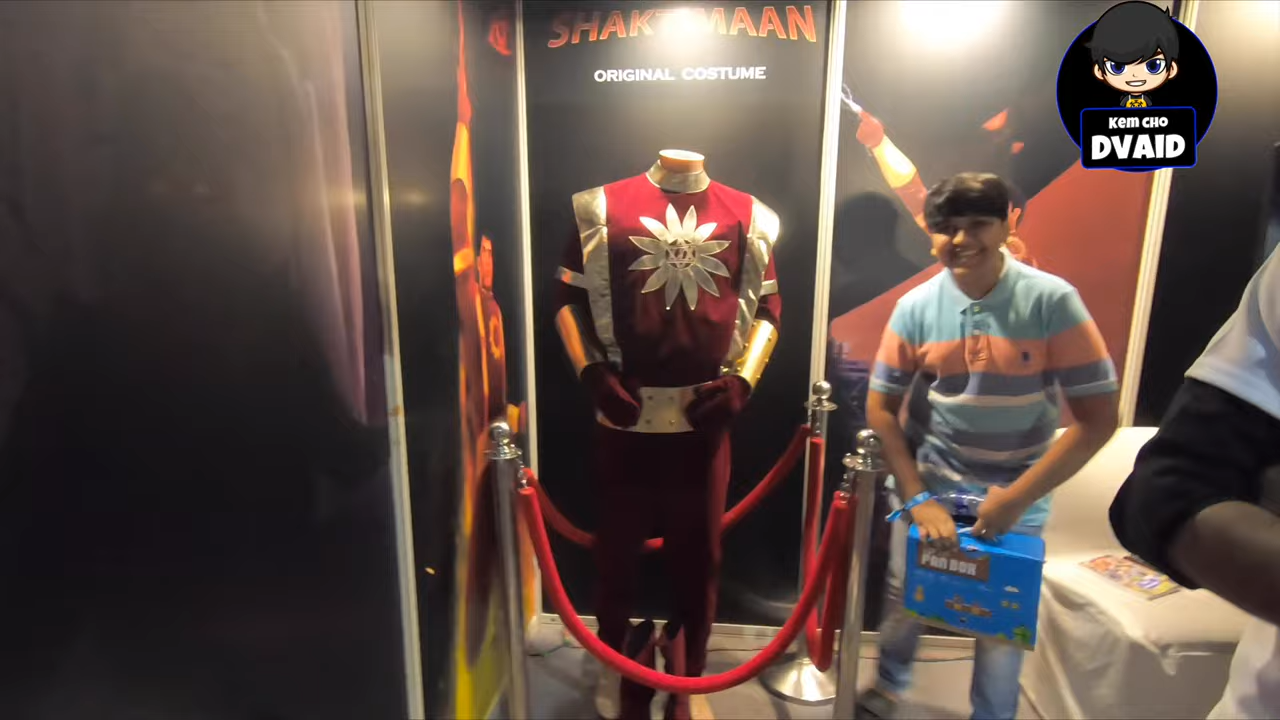 SHAKTIMAAN
ORIGINAL COSTUME
Kem cho
DVAID
FAN BOX